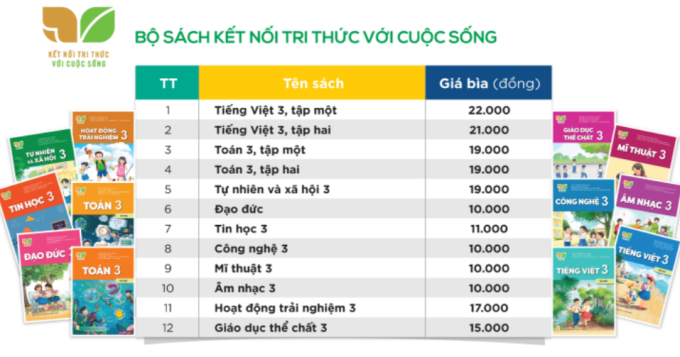 KẾT NỐI TRI THỨC
VỚI CUỘC SỐNG
BỘ SÁCH KẾT NỐI TRI THỨC VỚI CUỘC SỐNG
TT Tên sách Giá bìa (đồng)
1 Tiếng Việt 3, tập một 22.000
2 Tiếng Việt 3, tập hai 21.000
3 Toán 3, tập một 19.000
4 Toán 3, tập hai 19.000
5 Tự nhiên và xã hội 3 19.000
6 Đạo đức 10.000
7 Tin học 3 11.000
8 Công nghệ 3 10.000
9 Mĩ thuật 3 10.000
10 Âm nhạc 3 10.000
11 Hoạt động trải nghiệm 3 17.000
12 Giáo dục thể chất 3 15.000
TỰ NHIÊN
VÀ XÃ HỘI 3
HOẠT ĐỘNG
TRẢI NGHIỆM 3
TIN HỌC 3
TOÁN 3
ĐẠO ĐỨC 3
TOÁN 3
GIÁO DỤC
THỂ CHẤT 3
MĨ THUẬT 3
CÔNG NGHỆ 3
ÂM NHẠC 3
TIẾNG VIỆT 3
TIẾNG VIỆT 3